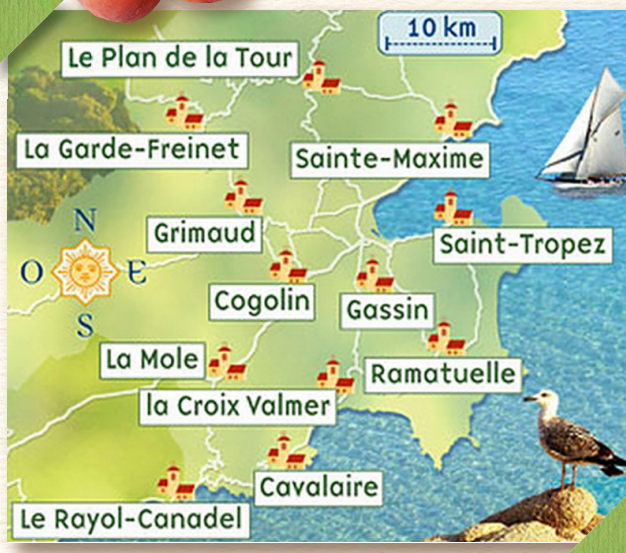 10 km
Le Plan de la Tour
La Garde-Freinet
Sainte-Maxime
N
Grimaud
Saint-Tropez
O
E
S
Cogolin
Gassin
La Mole
Ramatuelle
la Croix Valmer
Cavalaire
Le Rayol-Canadel